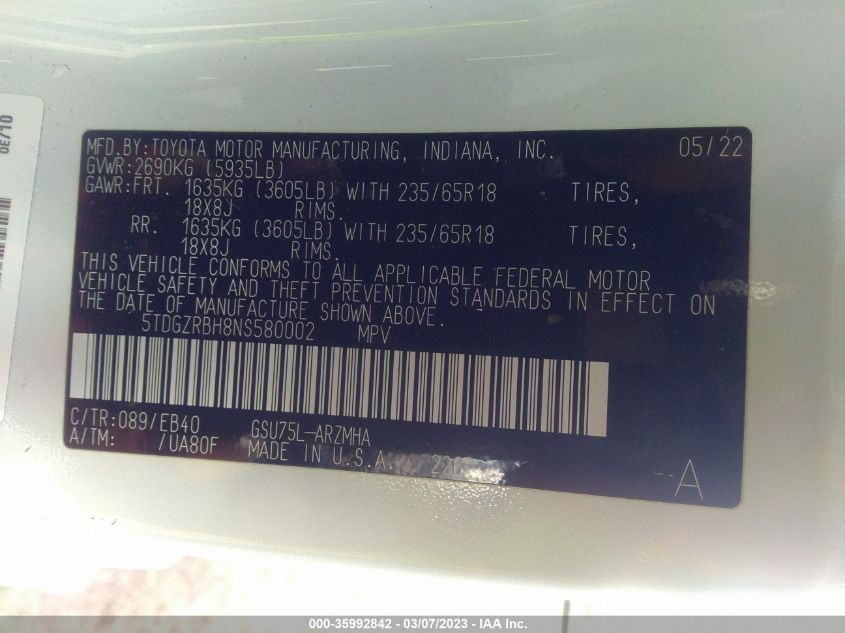 0E710
MFD.BY:TOYOTA MOTOR MANUFACTURING, INDIANA, INC. 05/22
GVWR:2690KG (5935LB)
GAWR:FRT. 1635KG (3605LB) WITH 235/65R18 TIRES,
18X8J RIMS.
RR. 1635KG (3605LB) WITH 235/65R18 TIRES,
18X8J RIMS.
THIS VEHICLE CONFORMS TO ALL APPLICABLE FEDERAL MOTOR
VEHICLE SAFETY AND THEFT PREVENTION STANDARDS IN EFFECT ON
THE DATE OF MANUFACTURE SHOWN ABOVE.
5TDGZRBH8NS580002 MPV
C/TR:089/EB40 GSU75L-ARZMHA
A/TM: /UA80F MADE IN U.S.A.
A
000-35992842 - 03/07/2023 - IAA Inc.